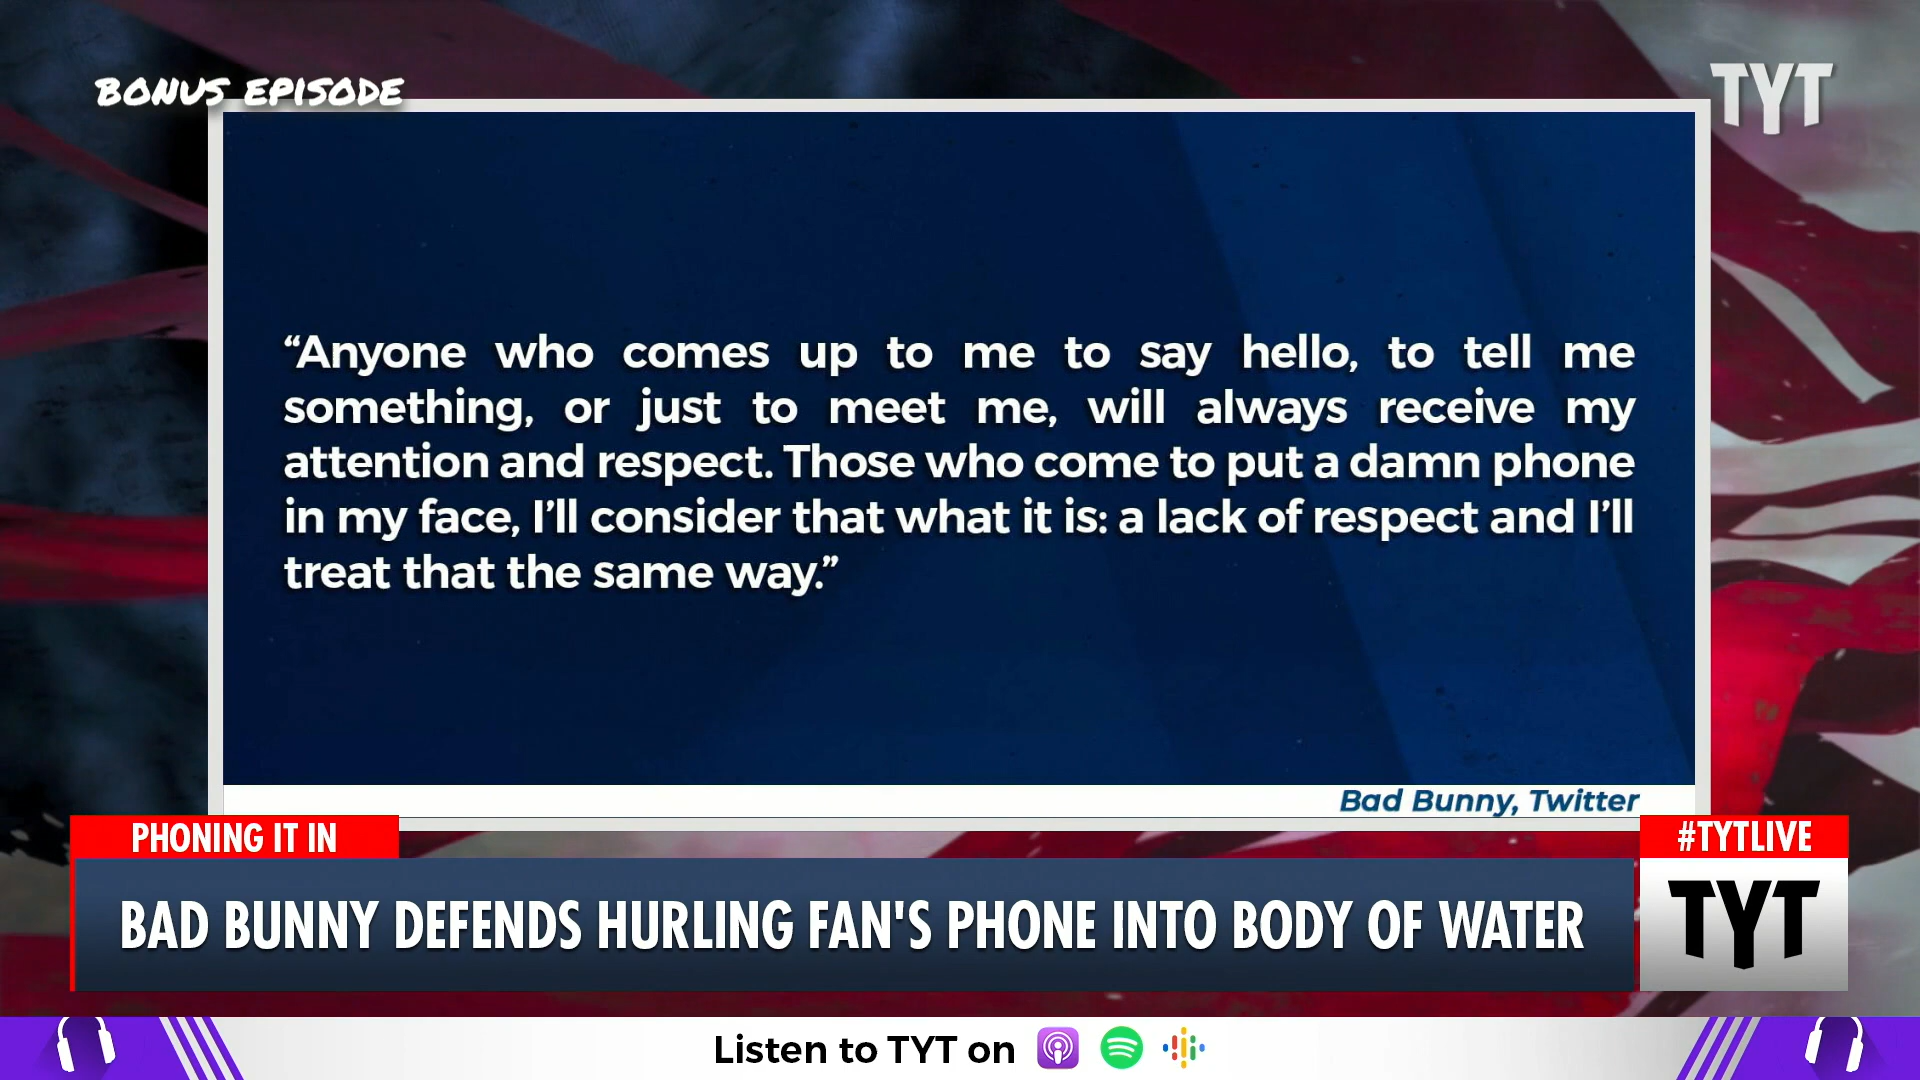 BONUS EPISODE
TYT
“Anyone who comes up to me to say hello, to tell me
something, or just to meet me, will always receive my
attention and respect. Those who come to put a damn phone
in my face, I’ll consider that what it is: a lack of respect and I’ll
treat that the same way.”
Bad Bunny, Twitter
PHONING IT IN
#TYTLIVE
BAD BUNNY DEFENDS HURLING FAN'S PHONE INTO BODY OF WATER
TYT
Listen to TYT on